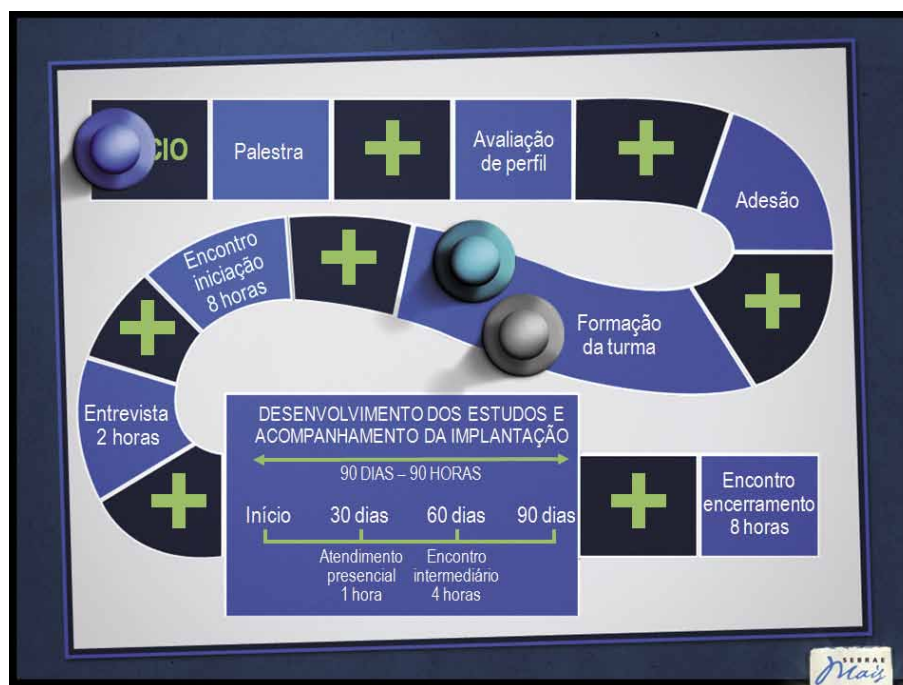 CIO
Palestra
Avaliação
de perfil
Adesão
Formação
da turma
Encontro
iniciação
8 horas
Entrevista
2 horas
DESENVOLVIMENTO DOS ESTUDOS E
ACOMPANHAMENTO DA IMPLANTAÇÃO
90 DIAS – 90 HORAS
Início 30 dias 60 dias 90 dias
Atendimento
presencial
1 hora
Encontro
intermediário
4 horas
Encontro
encerramento
8 horas
SEBRAE
Mais